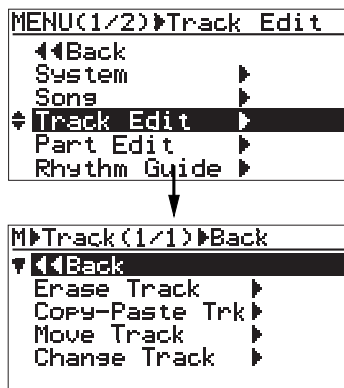 MENU(1/2)▶Track Edit
◀◀Back
System ▶
Song ▶
Track Edit ▶
Part Edit ▶
Rhythm Guide ▶
M▶Track(1/1)▶Back
◀◀Back
Erase Track ▶
Copy-Paste Trk▶
Move Track ▶
Change Track ▶